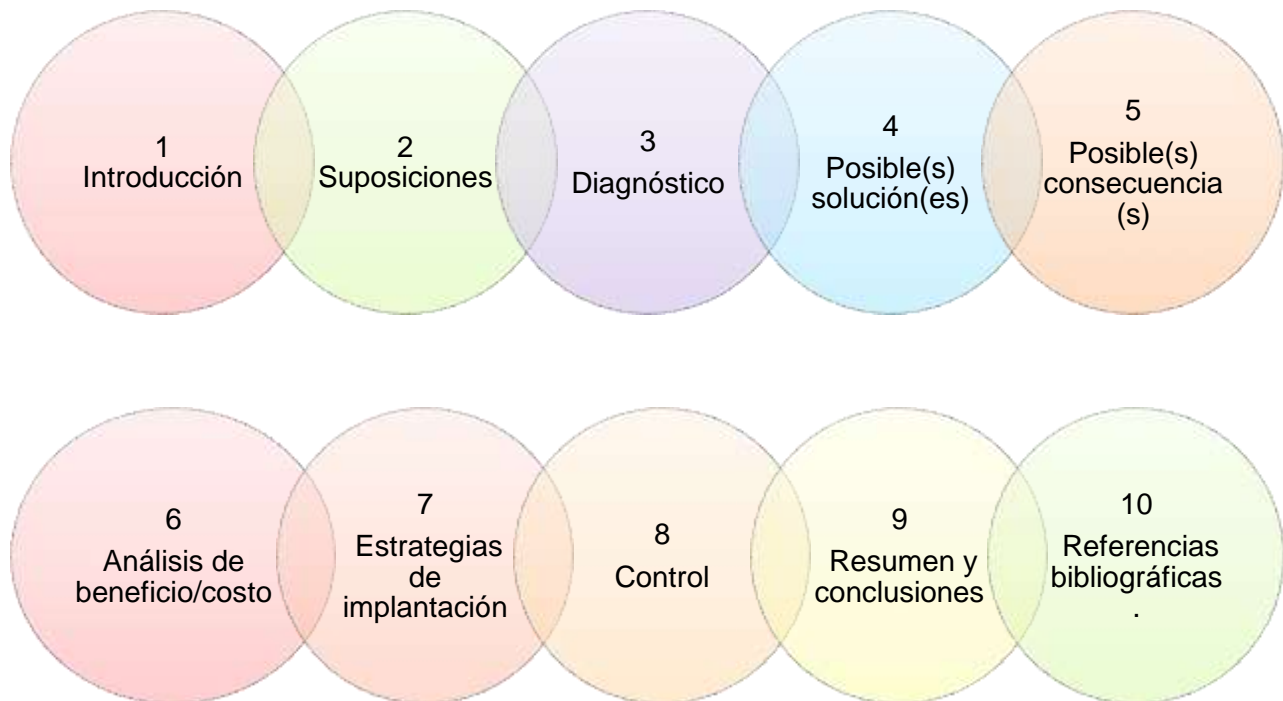 1
Introducción
2
Suposiciones
3
Diagnóstico
4
Posible(s)
solución(es)
5
Posible(s)
consecuencia
(s)
6
Análisis de
beneficio/costo
7
Estrategias
de
implantación
8
Control
9
Resumen y
conclusiones
10
Referencias
bibliográficas
.